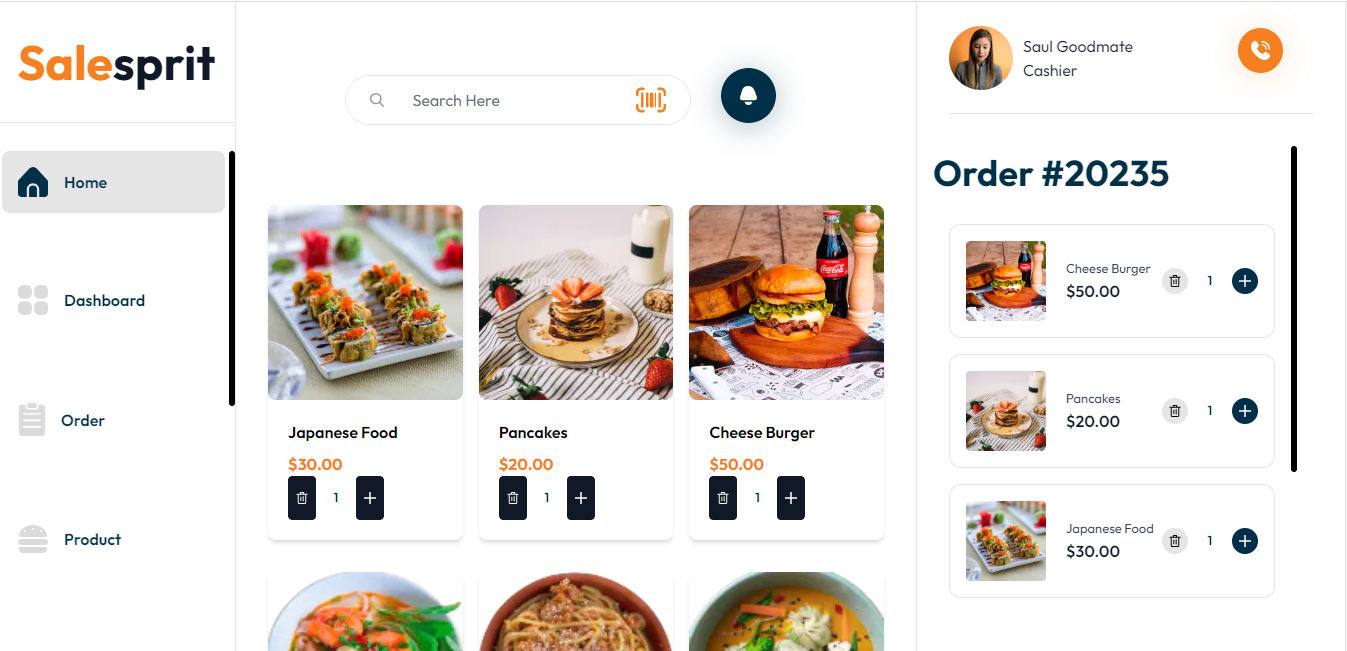 Salesprit
Home
Dashboard
Order
Product
Search Here
Japanese Food
$30.00
1
Pancakes
$20.00
1
Cheese Burger
$50.00
1
Coca-Cola
Saul Goodmate
Cashier
Order #20235
Cheese Burger
$50.00
1
Pancakes
$20.00
1
Japanese Food
$30.00
1